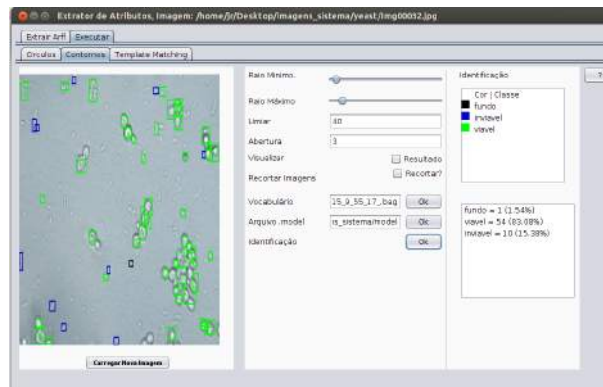 Extrator de Atributos, Imagem: /home/jr/Desktop/Imagens_sistema/yeast/Img00032.jpg
Extrair Arff
Executar
Circulos
Contornos
Template Matching
Raio Mínimo.
Raio Máximo
Limiar
40
Abertura
3
Visualizar
Resultado
Recortar Imagens
Recortar?
Vocabulário
15_9_55_17_.bag
Ok
Arquivo .model
is_sistema/model
Ok
Identificação
Ok
Identificação
Cor | Classe
fundo
inviavel
viavel
fundo = 1 (1.54%)
viavel = 54 (83.08%)
inviavel = 10 (15.38%)
?
Carregar Nova Imagem